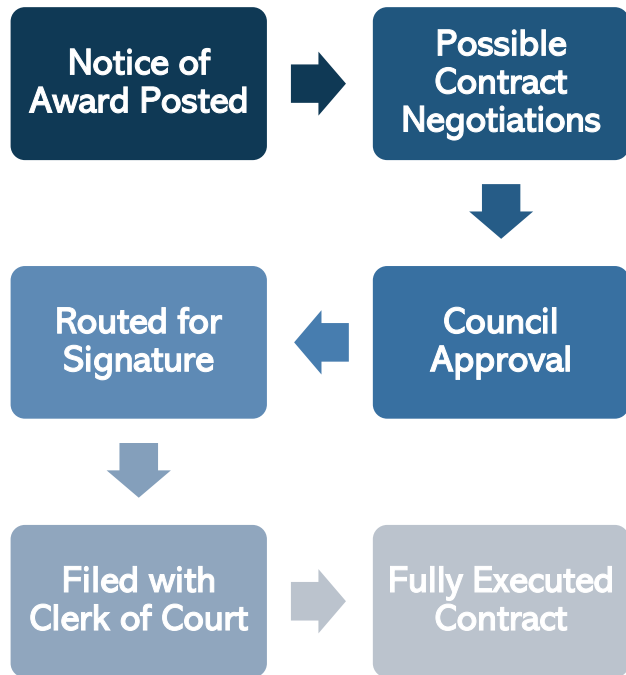 Notice of
Award Posted
Possible
Contract
Negotiations
Council
Approval
Routed for
Signature
Filed with
Clerk of Court
Fully Executed
Contract